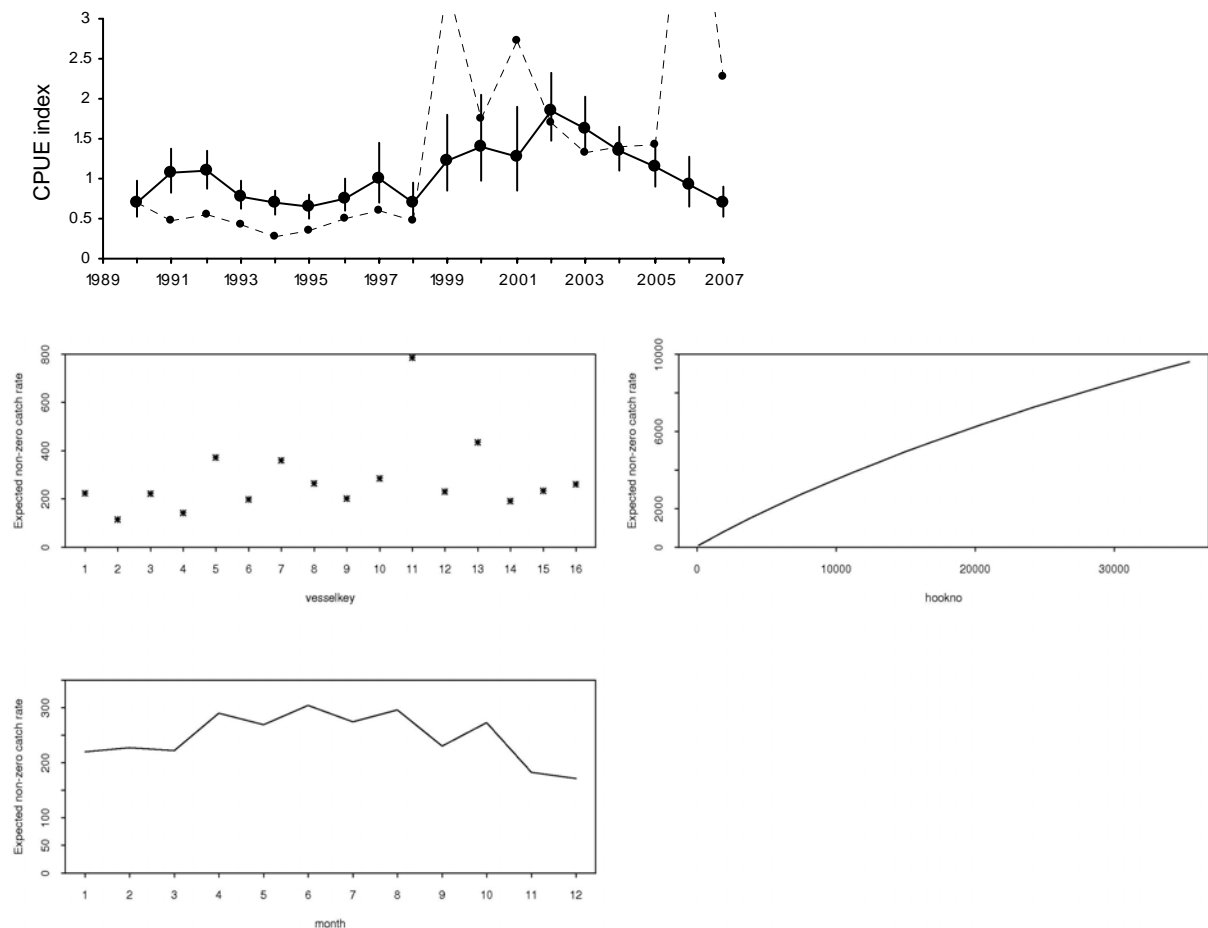 3
2.5
2
1.5
1
0.5
0
CPUE index
1989 1991 1993 1995 1997 1999 2001 2003 2005 2007
800
600
400
200
0
Expected non-zero catch rate
1 2 3 4 5 6 7 8 9 10 11 12 13 14 15 16
vesselkey
10000
6000
2000
0
Expected non-zero catch rate
0 10000 20000 30000
hookno
300
200
100
50
0
Expected non-zero catch rate
1 2 3 4 5 6 7 8 9 10 11 12
month